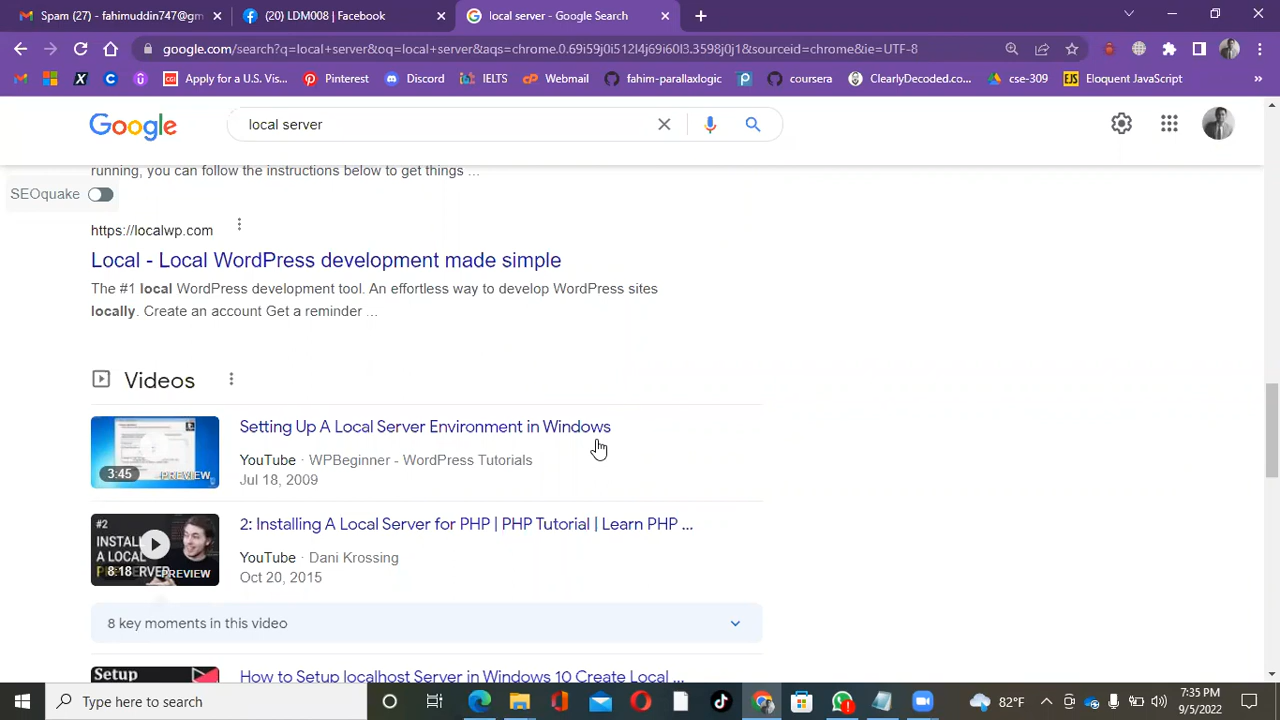 Spam (27) - fahimuddin747@gm
(20) LDM008 | Facebook
local server - Google Search
google.com/search?q=local+server&oq=local+server&aqs=chrome.0.69i59j0i512l4j69i60l3.3598j0j1&sourceid=chrome&ie=UTF-8
Apply for a U.S. Vis...
Pinterest
Discord
IELTS
Webmail
fahim-parallaxlogic
coursera
ClearlyDecoded.co...
cse-309
EJS
Eloquent JavaScript
Google
local server
running, you can follow the instructions below to get things ...
SEOquake
https://localwp.com
Local - Local WordPress development made simple
The #1 local WordPress development tool. An effortless way to develop WordPress sites
locally. Create an account Get a reminder ...
Videos
3:45
PREVIEW
Setting Up A Local Server Environment in Windows
YouTube · WPBeginner - WordPress Tutorials
Jul 18, 2009
#2
INSTALL
A LOCAL
SERVER
8:18
PREVIEW
2: Installing A Local Server for PHP | PHP Tutorial | Learn PHP ...
YouTube · Dani Krossing
Oct 20, 2015
8 key moments in this video
Setup
How to Setup localhost Server in Windows 10 Create Local ...
Type here to search
82°F
7:35 PM
9/5/2022